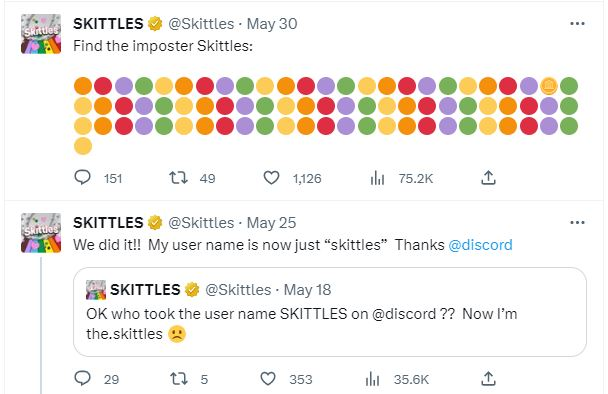 SKITTLES @Skittles · May 30
Find the imposter Skittles:
151 49 1,126 75.2K
SKITTLES @Skittles · May 25
We did it!! My user name is now just “skittles” Thanks @discord
SKITTLES @Skittles · May 18
OK who took the user name SKITTLES on @discord ?? Now I’m
the.skittles
29 5 353 35.6K